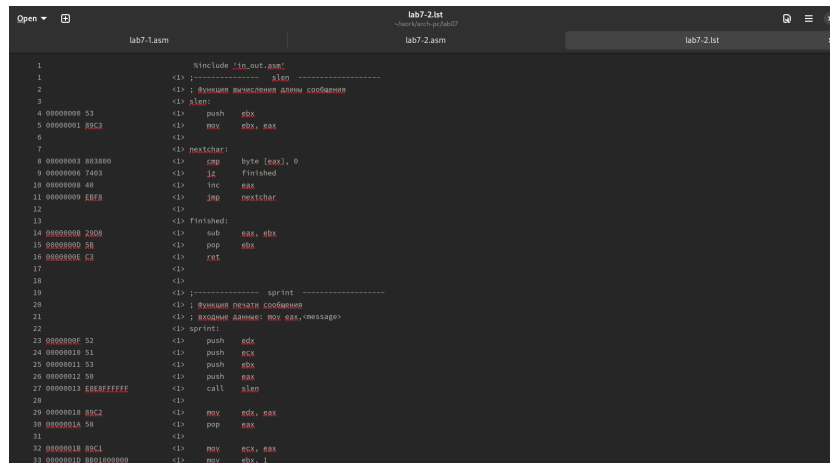 Open
lab7-2.lst
~/work/arch-pc/lab07
lab7-1.asm lab7-2.asm lab7-2.lst
1 %include 'in_out.asm'
1 <1> ;--------------- slen -------------------
2 <1> ; Функция вычисления длины сообщения
3 <1> slen:
4 00000000 53 <1> push ebx
5 00000001 89C3 <1> mov ebx, eax
6 <1>
7 <1> nextchar:
8 00000003 803800 <1> cmp byte [eax], 0
9 00000006 7403 <1> jz finished
10 00000008 40 <1> inc eax
11 00000009 EBF8 <1> jmp nextchar
12 <1>
13 <1> finished:
14 0000000B 29D8 <1> sub eax, ebx
15 0000000D 5B <1> pop ebx
16 0000000E C3 <1> ret
17 <1>
18 <1>
19 <1> ;--------------- sprint -------------------
20 <1> ; Функция печати сообщения
21 <1> ; входные данные: mov eax,<message>
22 <1> sprint:
23 0000000F 52 <1> push edx
24 00000010 51 <1> push ecx
25 00000011 53 <1> push ebx
26 00000012 50 <1> push eax
27 00000013 E8E8FFFFFF <1> call slen
28 <1>
29 00000018 89C2 <1> mov edx, eax
30 0000001A 58 <1> pop eax
31 <1>
32 0000001B 89C1 <1> mov ecx, eax
33 0000001D BB01000000 <1> mov ebx, 1